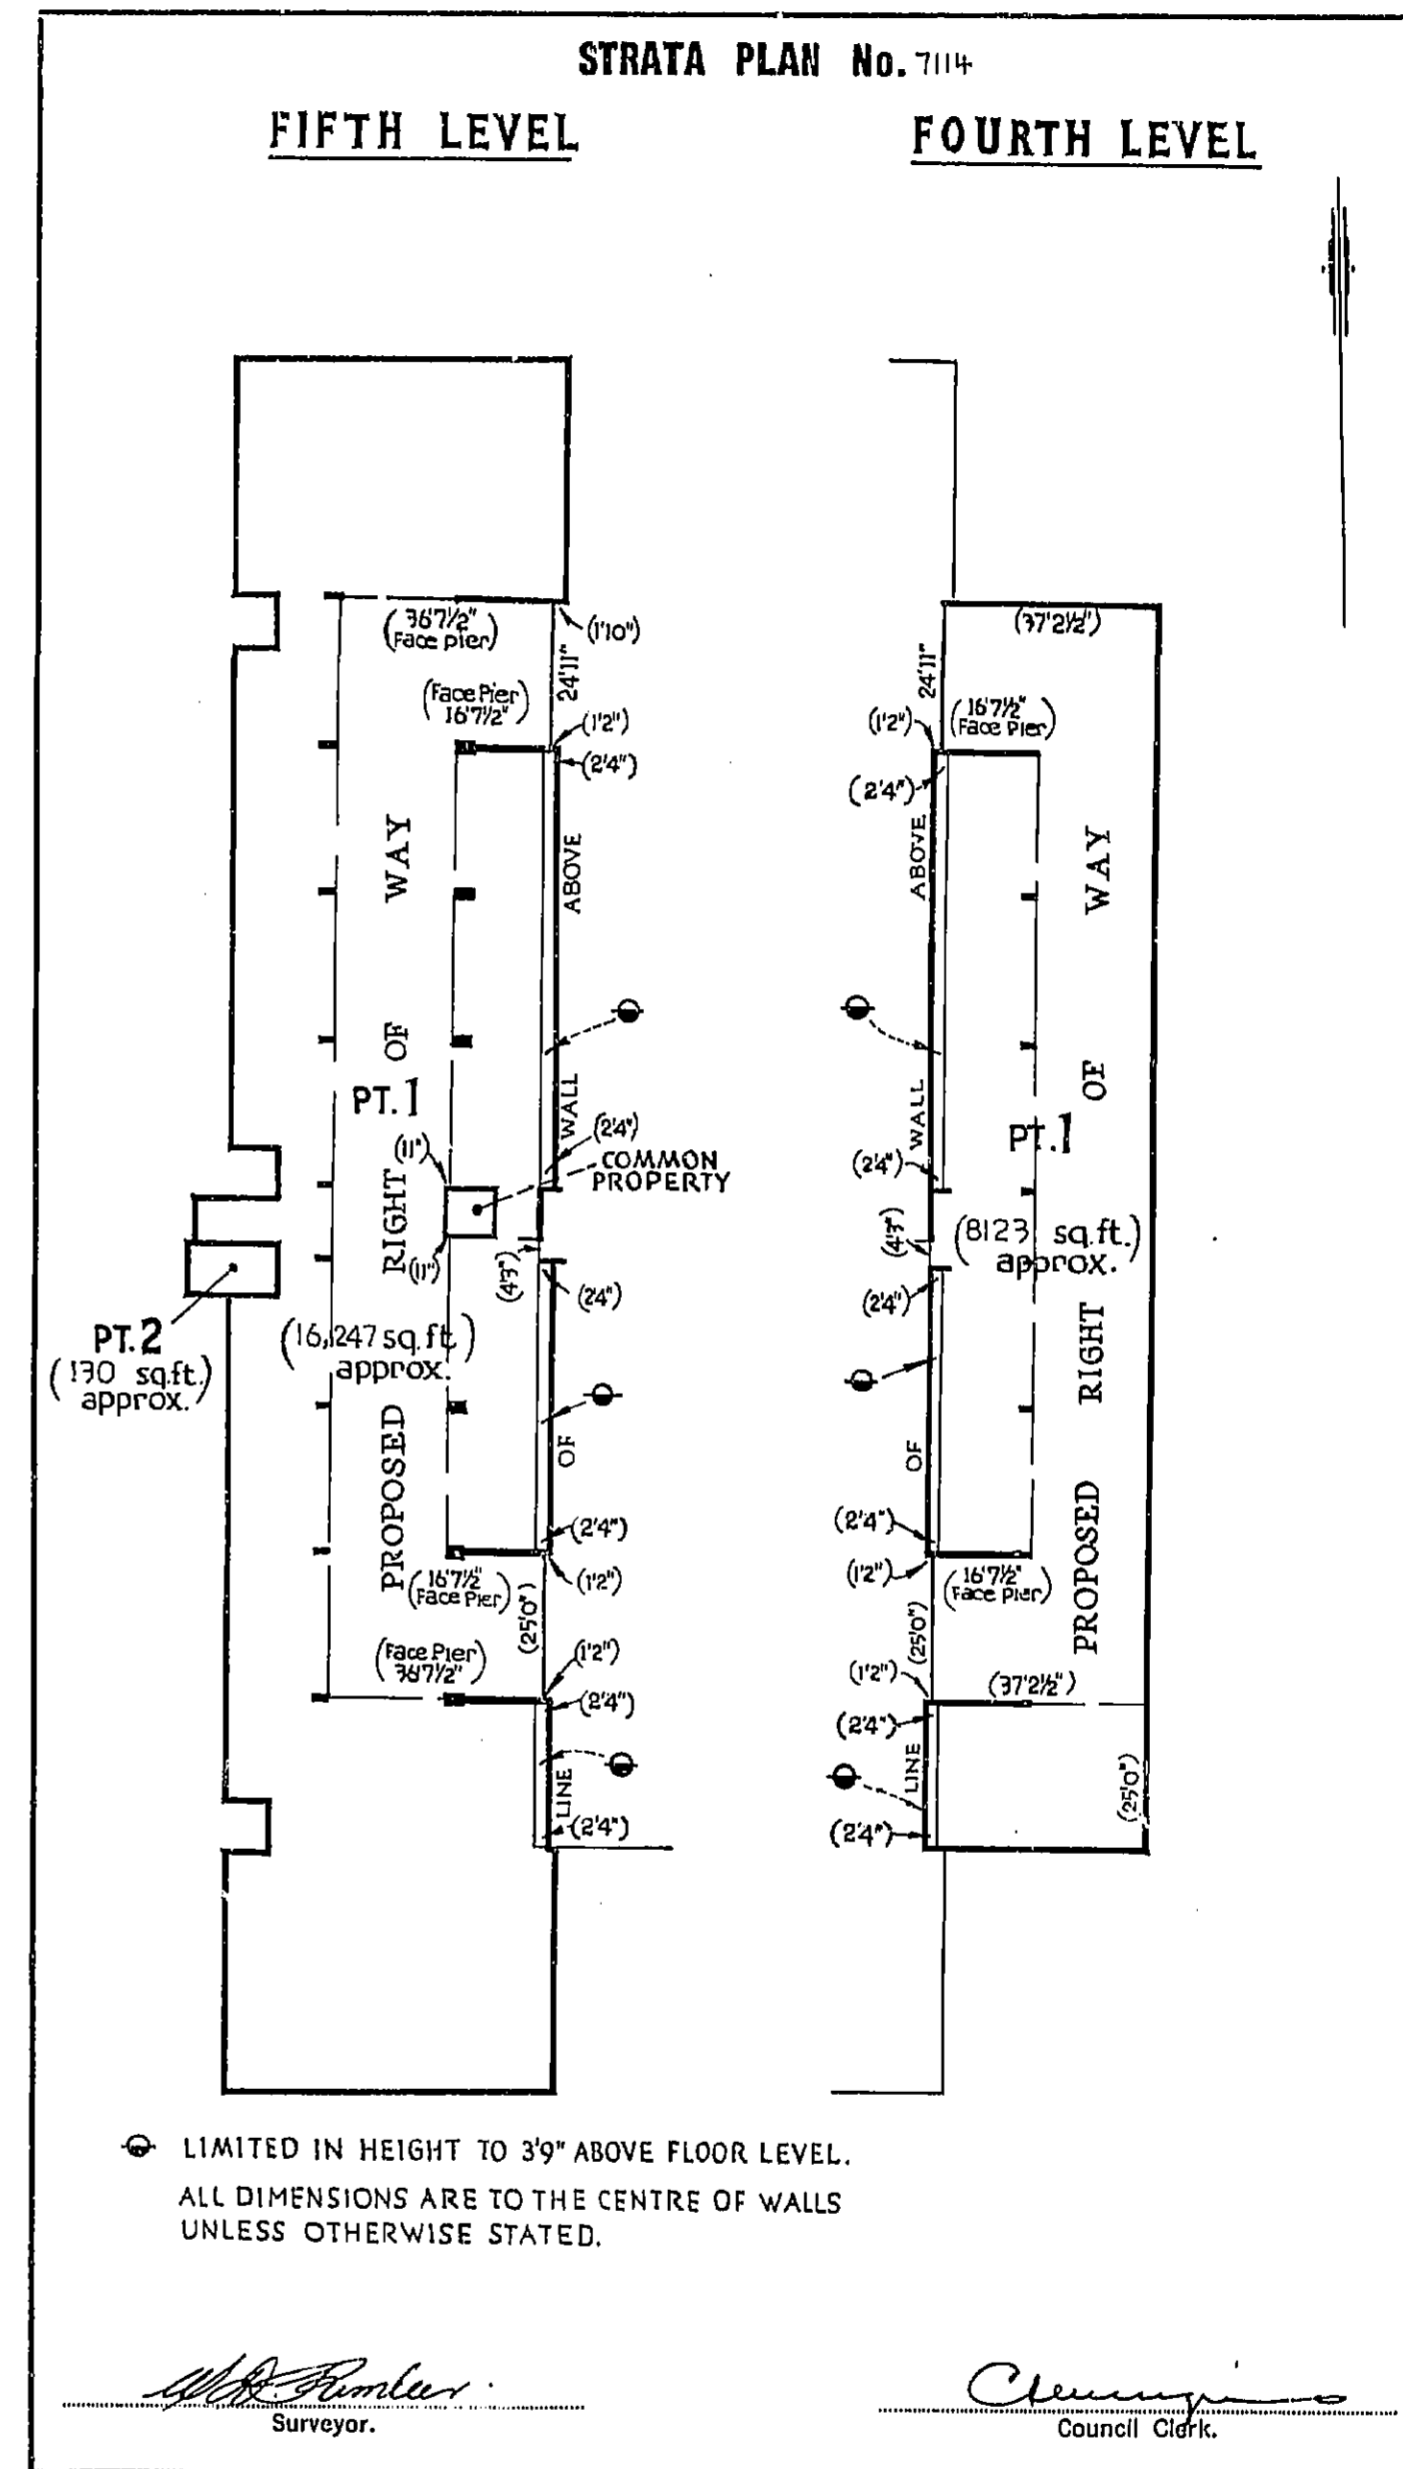 STRATA PLAN No. 7114
FIFTH LEVEL
FOURTH LEVEL
(36'7½"
Face pier)
(1'10")
24'11"
(Face Pier
16'7½")
(1'2")
(2'4")
WAY
ABOVE
OF
PT. 1
WALL
(2'4")
(11")
COMMON
PROPERTY
RIGHT
(11")
(4'3")
(2'4")
PT. 2
(130 sq.ft.)
approx.
(16,247 sq. ft.)
approx.
PROPOSED
OF
(2'4")
(16'7½"
Face Pier)
(1'2")
(25'0")
(Face Pier
36'7½")
(1'2")
(2'4")
LINE
(2'4")
(37'2½")
24'11"
(1'2")
(16'7½"
Face Pier)
(2'4")
ABOVE
WAY
OF
WALL
PT. 1
(2'4")
(4'3")
(8123 sq.ft.)
approx.
(2'4")
RIGHT
OF
PROPOSED
(2'4")
(1'2")
(16'7½"
Face Pier)
(25'0")
(1'2")
(37'2½")
(2'4")
LINE
(25'0")
(2'4")
LIMITED IN HEIGHT TO 3'9" ABOVE FLOOR LEVEL.
ALL DIMENSIONS ARE TO THE CENTRE OF WALLS
UNLESS OTHERWISE STATED.
Surveyor.
Council Clerk.